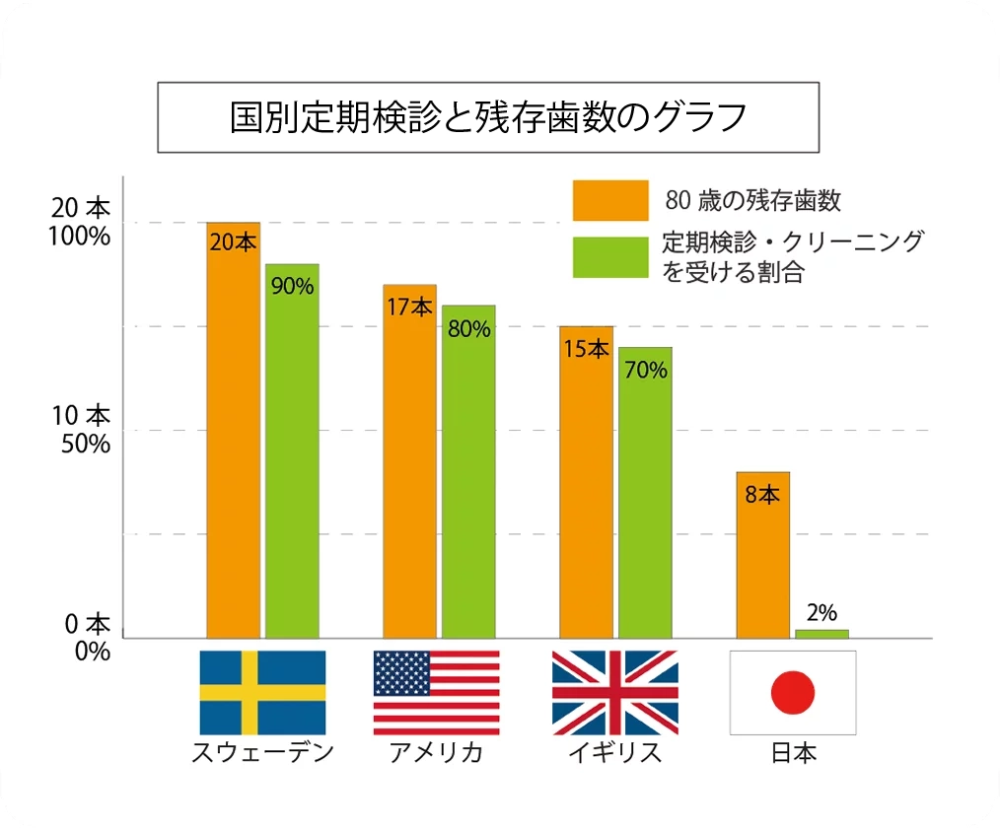 国別定期検診と残存歯数のグラフ
80 歳の残存歯数
定期検診・クリーニング
を受ける割合
20 本
100%
10 本
50%
0 本
0%
20本
90%
17本
80%
15本
70%
8本
2%
スウェーデン
アメリカ
イギリス
日本